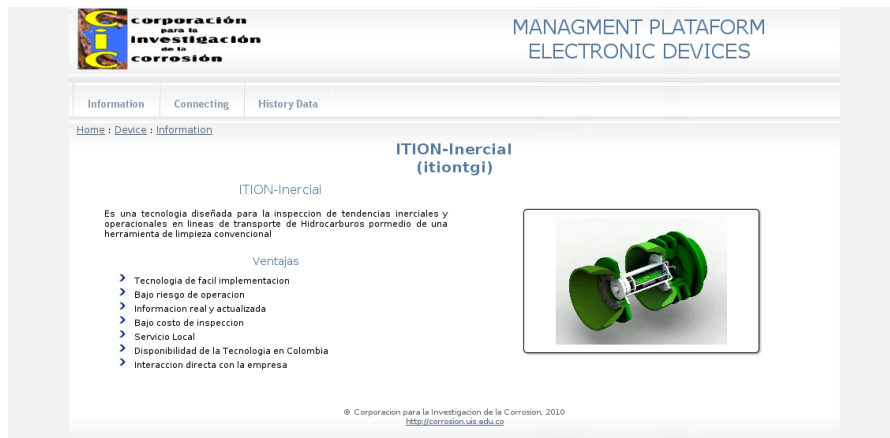 corporación
para la
investigación
de la
corrosión
CIC
MANAGMENT PLATAFORM
ELECTRONIC DEVICES
Information Connecting History Data
Home : Device : Information
ITION-Inercial
(itiontgi)
ITION-Inercial
Es una tecnologia diseñada para la inspeccion de tendencias inerciales y
operacionales en lineas de transporte de Hidrocarburos pormedio de una
herramienta de limpieza convencional
Ventajas
Tecnologia de facil implementacion
Bajo riesgo de operacion
Informacion real y actualizada
Bajo costo de inspeccion
Servicio Local
Disponibilidad de la Tecnologia en Colombia
Interaccion directa con la empresa
® Corporacion para la Investigacion de la Corrosion, 2010
http://corrosion.uis.edu.co